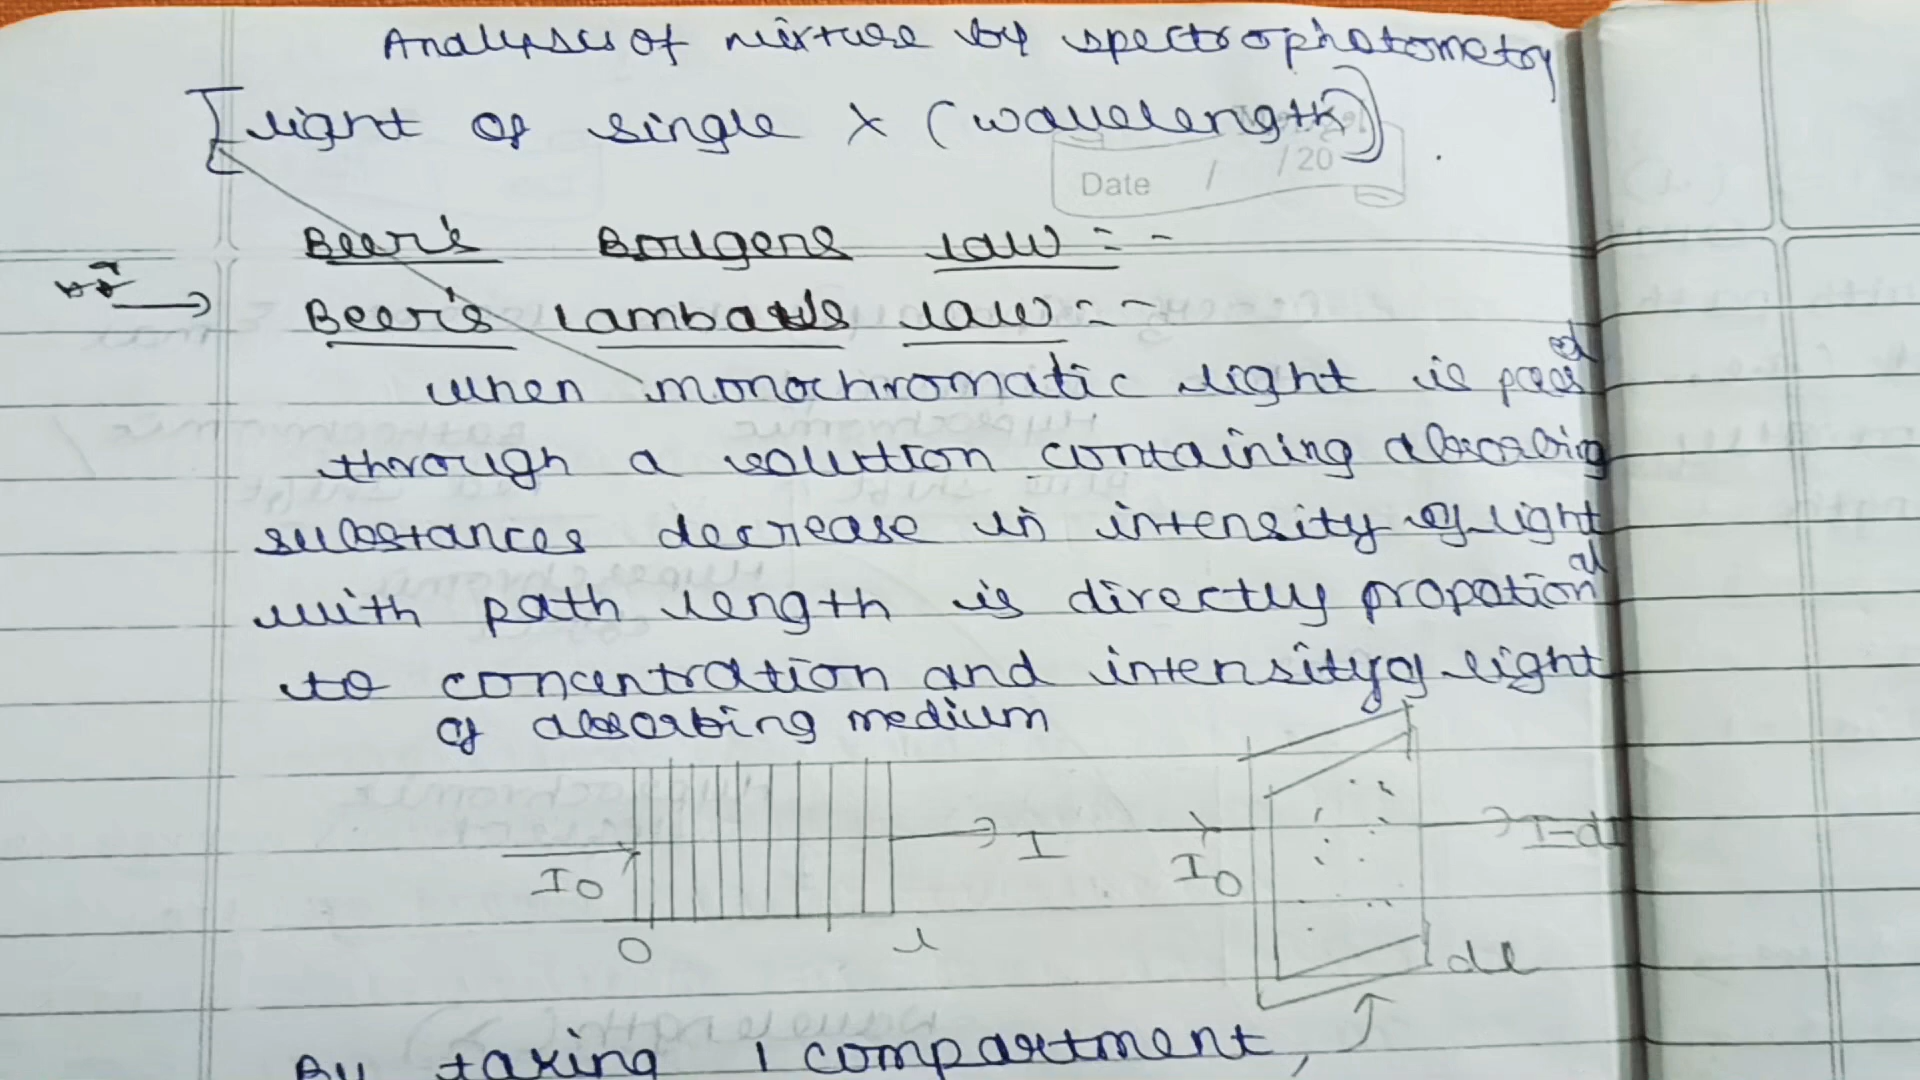 Analysis of mixture by spectrophotometry
[light of single λ (wavelength)]
Date / /20
Beer's Bougens law :-
Beer's Lambarts law :-
when monochromatic light is passed
through a solution containing absorbing
substances decrease in intensity of light
with path length is directly propotional
to concentration and intensity of light
of absorbing medium
I0 I I0 I-dI
0 l dl
By taking 1 compartment,